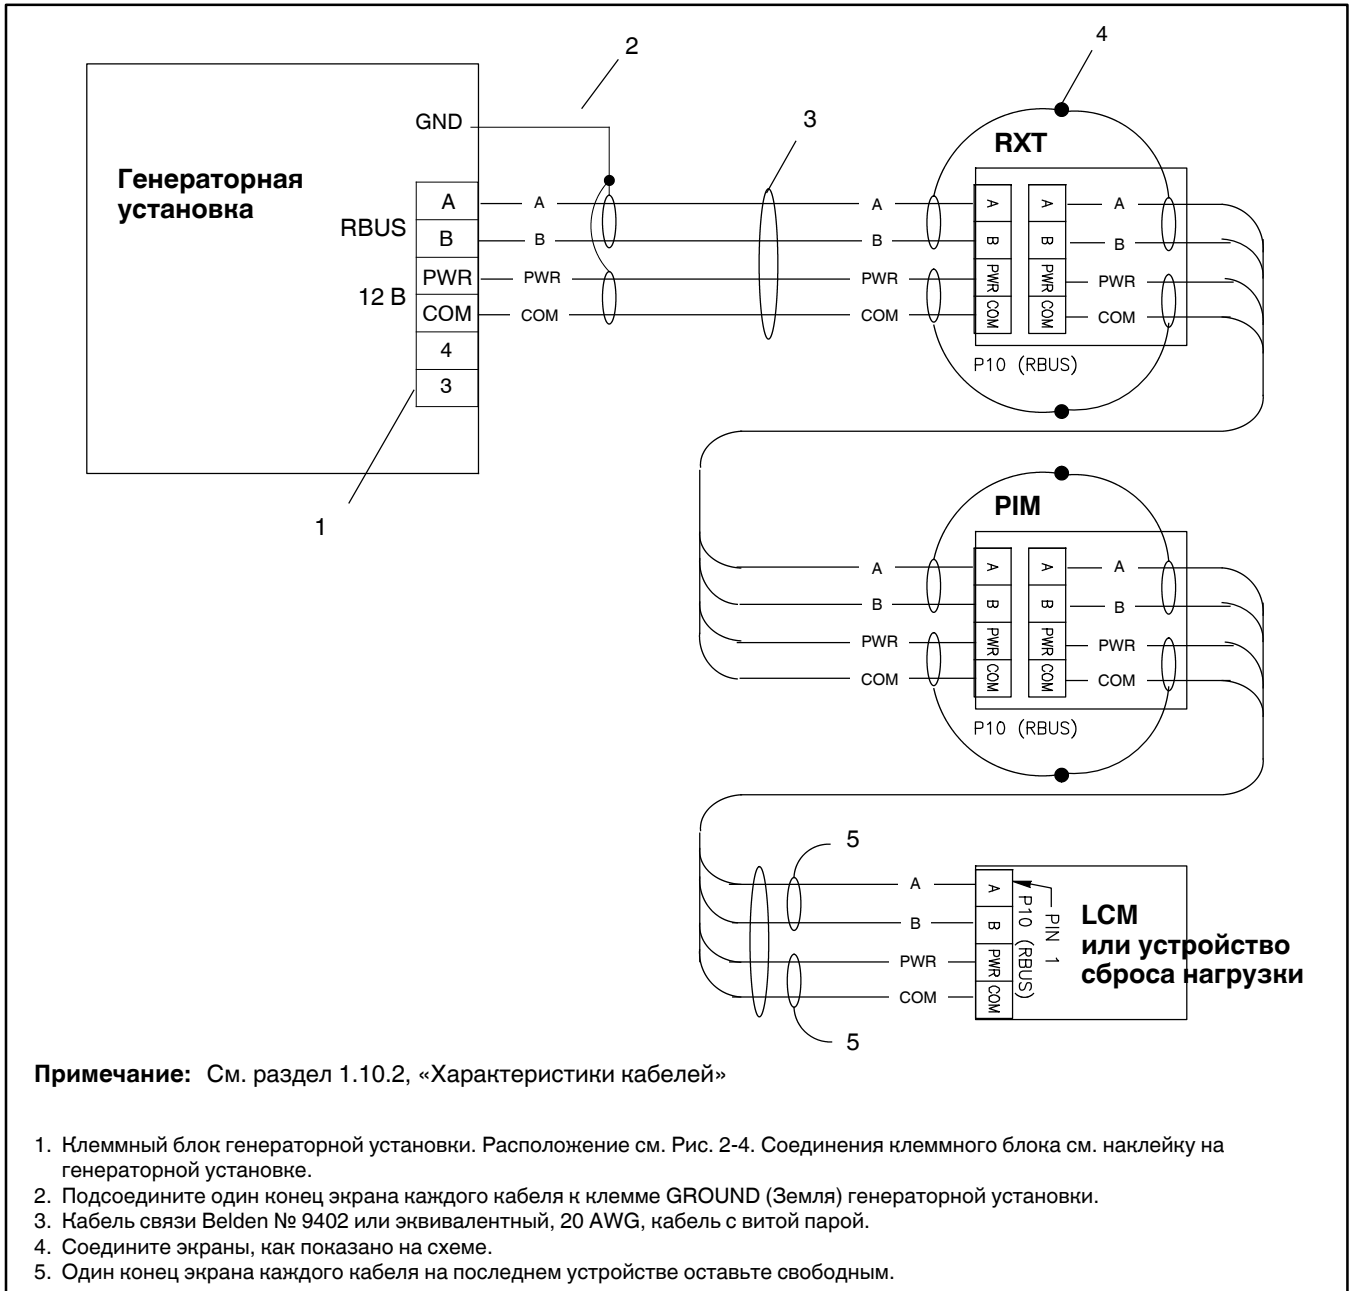 2
4
GND
3
RXT
Генераторная
установка
RBUS
12 В
A
B
PWR
COM
4
3
A
B
PWR
COM
A
B
PWR
COM
A
B
PWR
COM
A
B
PWR
COM
A
B
PWR
COM
P10 (RBUS)
1
PIM
A
B
PWR
COM
A
B
PWR
COM
A
B
PWR
COM
A
B
PWR
COM
P10 (RBUS)
5
A
B
PWR
COM
A
B
PWR
COM
PIN 1
P10 (RBUS)
LCM
или устройство
сброса нагрузки
5
Примечание: См. раздел 1.10.2, «Характеристики кабелей»
1. Клеммный блок генераторной установки. Расположение см. Рис. 2-4. Соединения клеммного блока см. наклейку на
генераторной установке.
2. Подсоедините один конец экрана каждого кабеля к клемме GROUND (Земля) генераторной установки.
3. Кабель связи Belden № 9402 или эквивалентный, 20 AWG, кабель с витой парой.
4. Соедините экраны, как показано на схеме.
5. Один конец экрана каждого кабеля на последнем устройстве оставьте свободным.